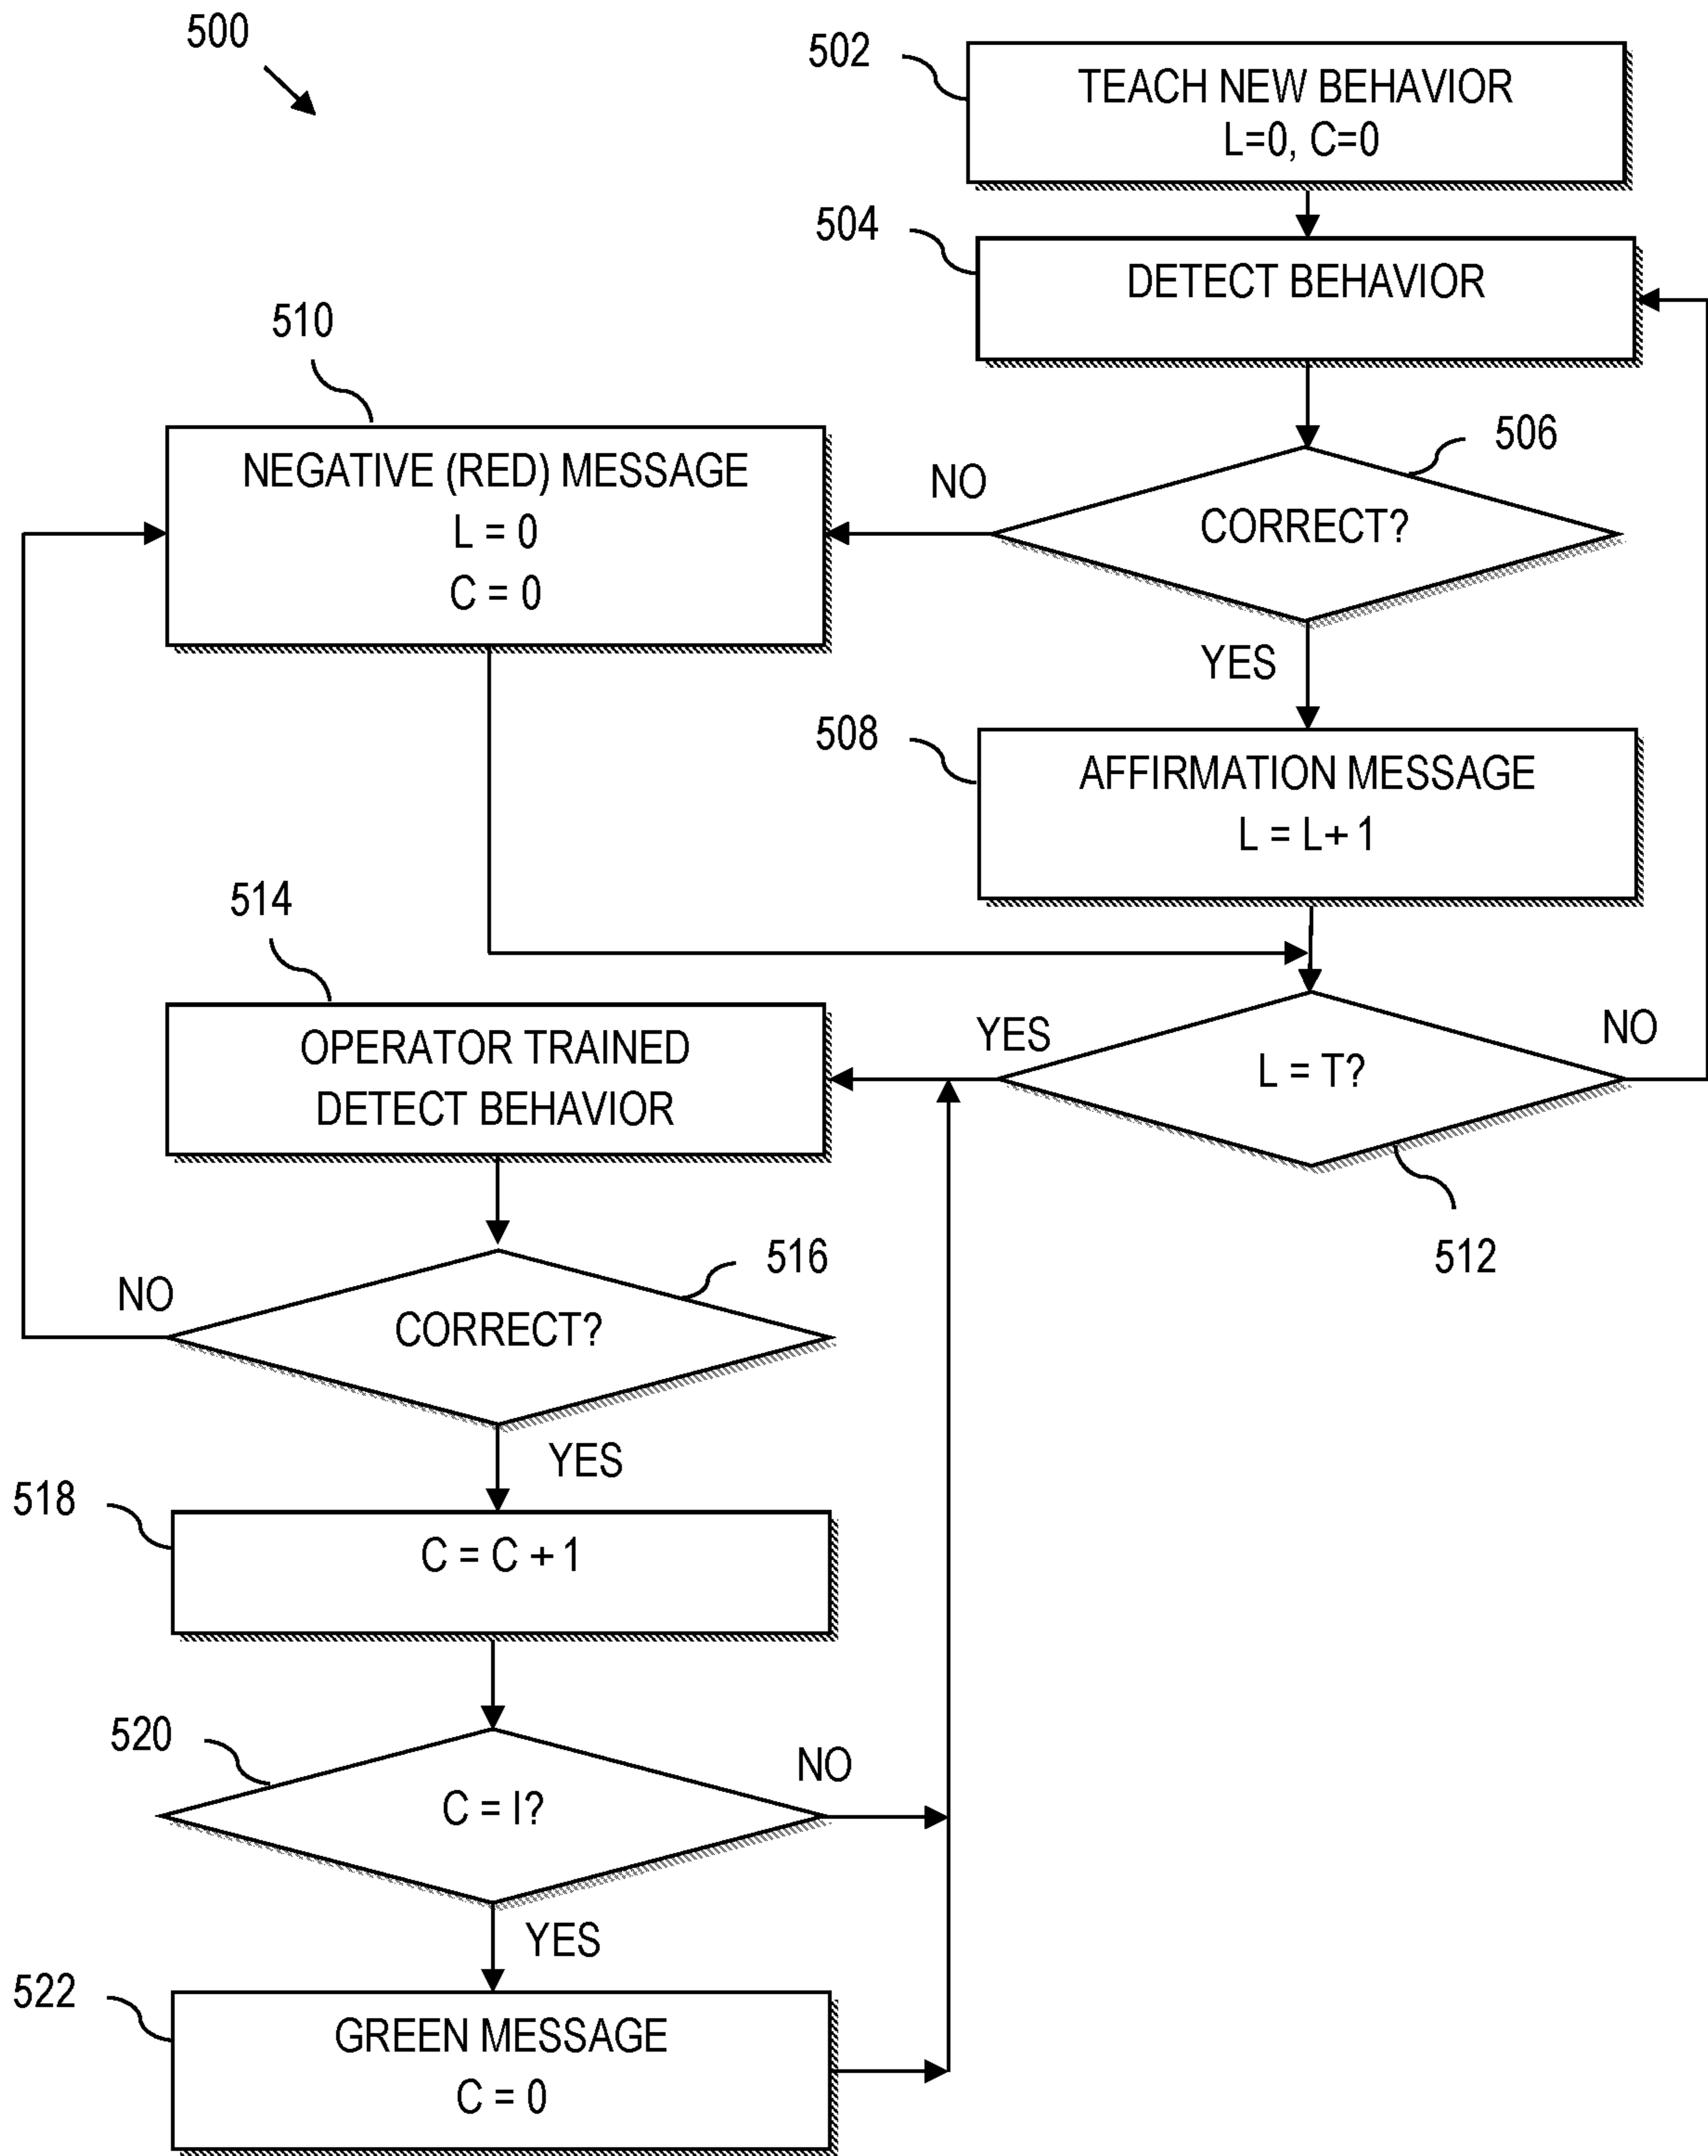 500
502
TEACH NEW BEHAVIOR
L=0, C=0
504
DETECT BEHAVIOR
510
NEGATIVE (RED) MESSAGE
L = 0
C = 0
506
NO
CORRECT?
YES
508
AFFIRMATION MESSAGE
L = L+ 1
514
OPERATOR TRAINED
DETECT BEHAVIOR
YES
L = T?
NO
512
516
NO
CORRECT?
YES
518
C = C + 1
520
C = I?
NO
YES
522
GREEN MESSAGE
C = 0